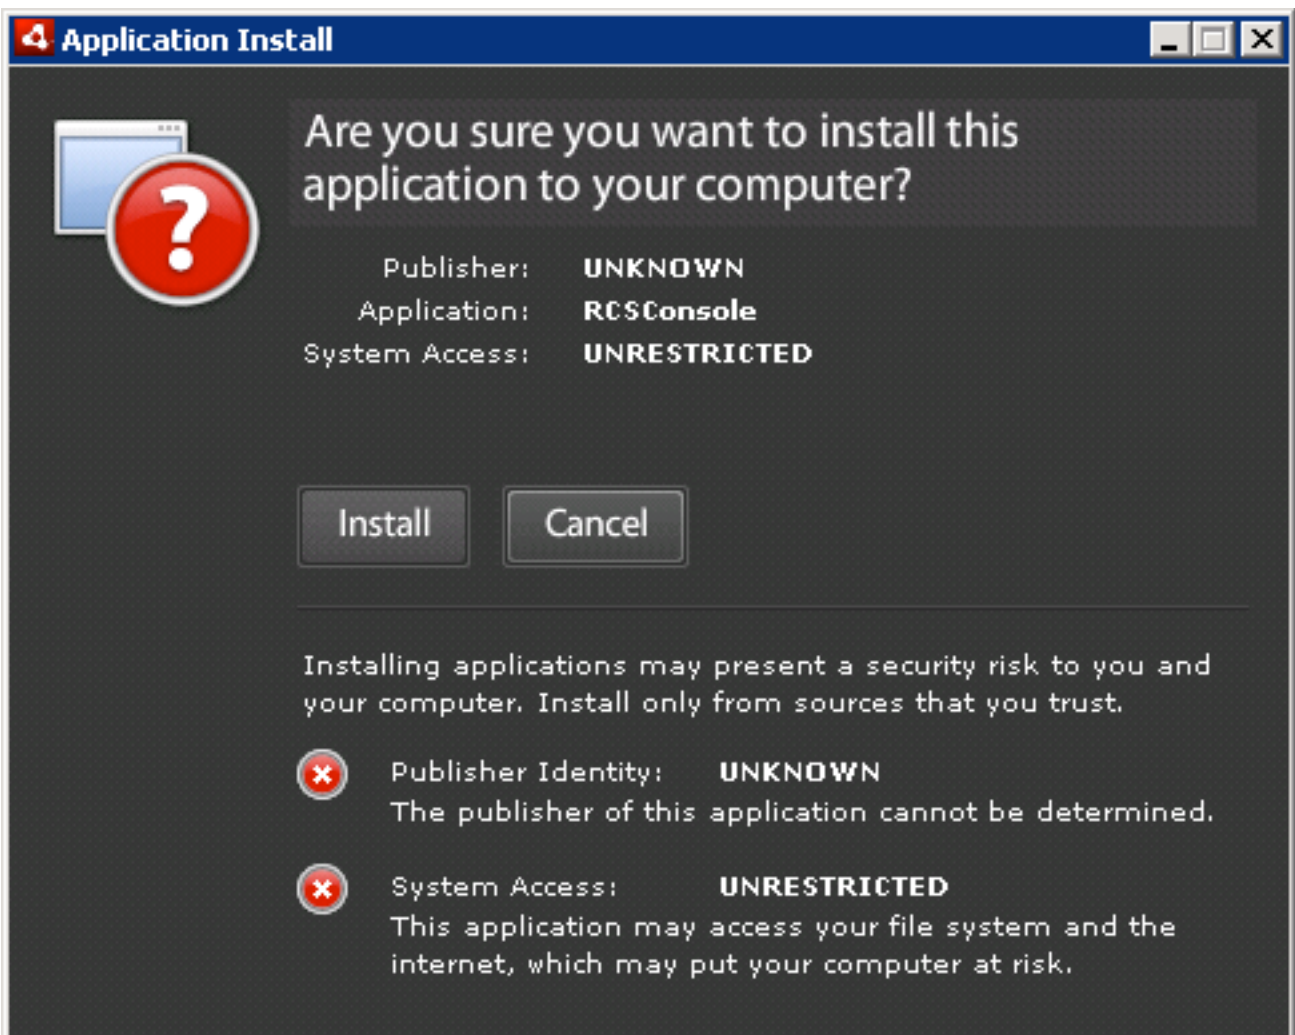 Application Install
Are you sure you want to install this
application to your computer?
Publisher: UNKNOWN
Application: RCSConsole
System Access: UNRESTRICTED
Install Cancel
Installing applications may present a security risk to you and
your computer. Install only from sources that you trust.
Publisher Identity: UNKNOWN
The publisher of this application cannot be determined.
System Access: UNRESTRICTED
This application may access your file system and the
internet, which may put your computer at risk.